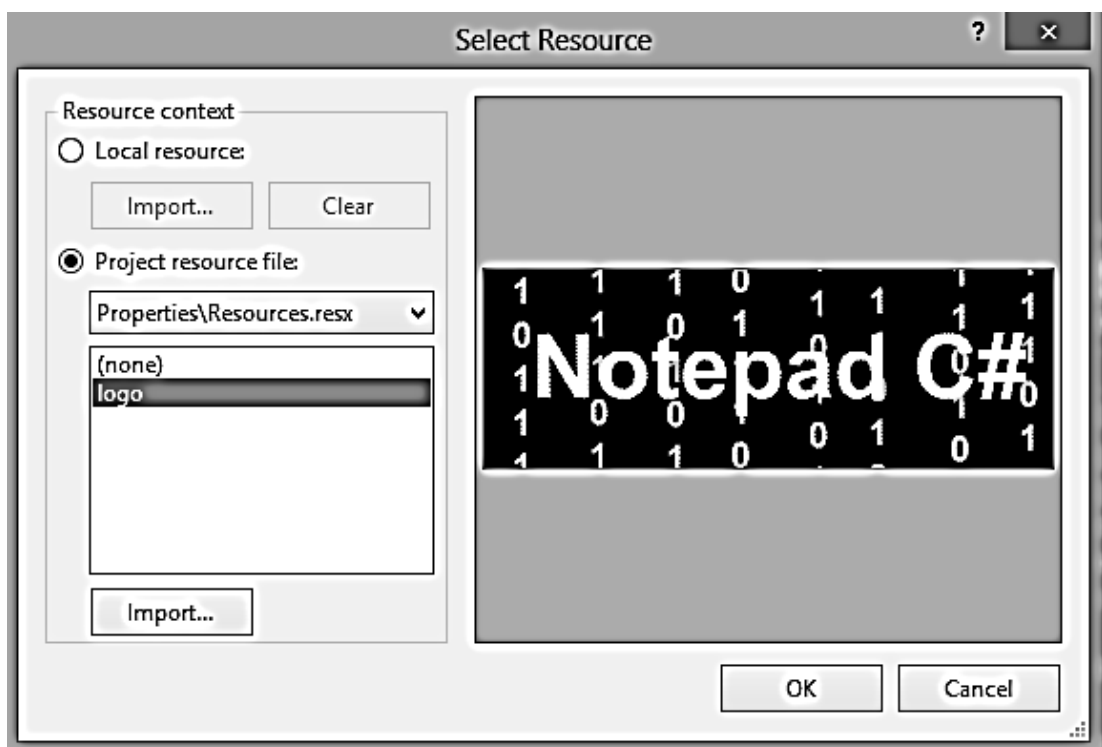 Select Resource
?
×
Resource context
Local resource:
Import...
Clear
Project resource file:
Properties\Resources.resx
(none)
logo
Import...
Notepad C#
OK
Cancel